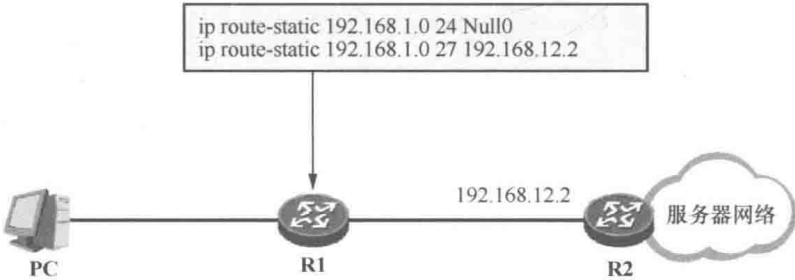 ip route-static 192.168.1.0 24 Null0
ip route-static 192.168.1.0 27 192.168.12.2
192.168.12.2
服务器网络
PC
R1
R2